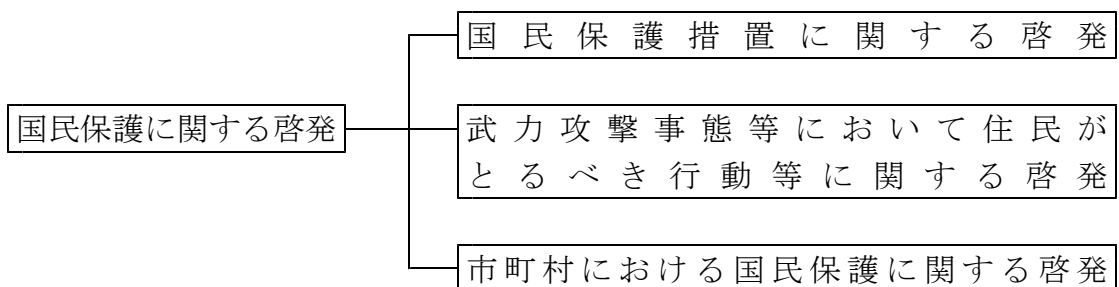 国民保護措置に関する啓発
国民保護に関する啓発
武力攻撃事態等において住民が
とるべき行動等に関する啓発
市町村における国民保護に関する啓発